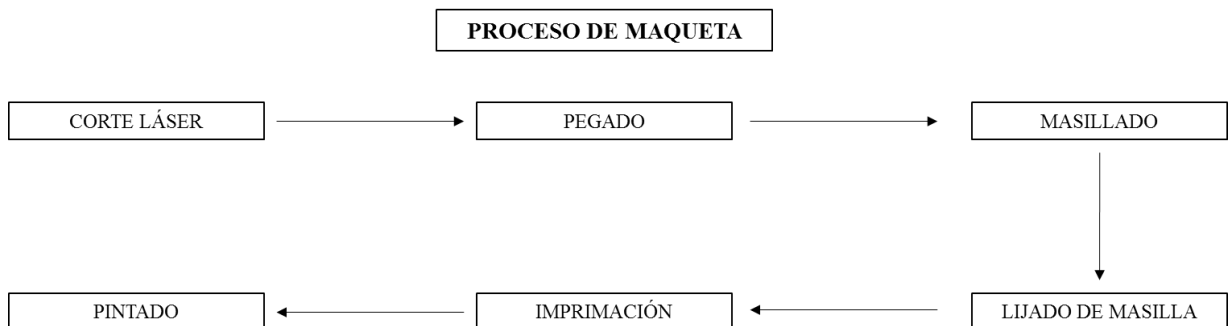 PROCESO DE MAQUETA
CORTE LÁSER
PEGADO
MASILLADO
LIJADO DE MASILLA
IMPRIMACIÓN
PINTADO